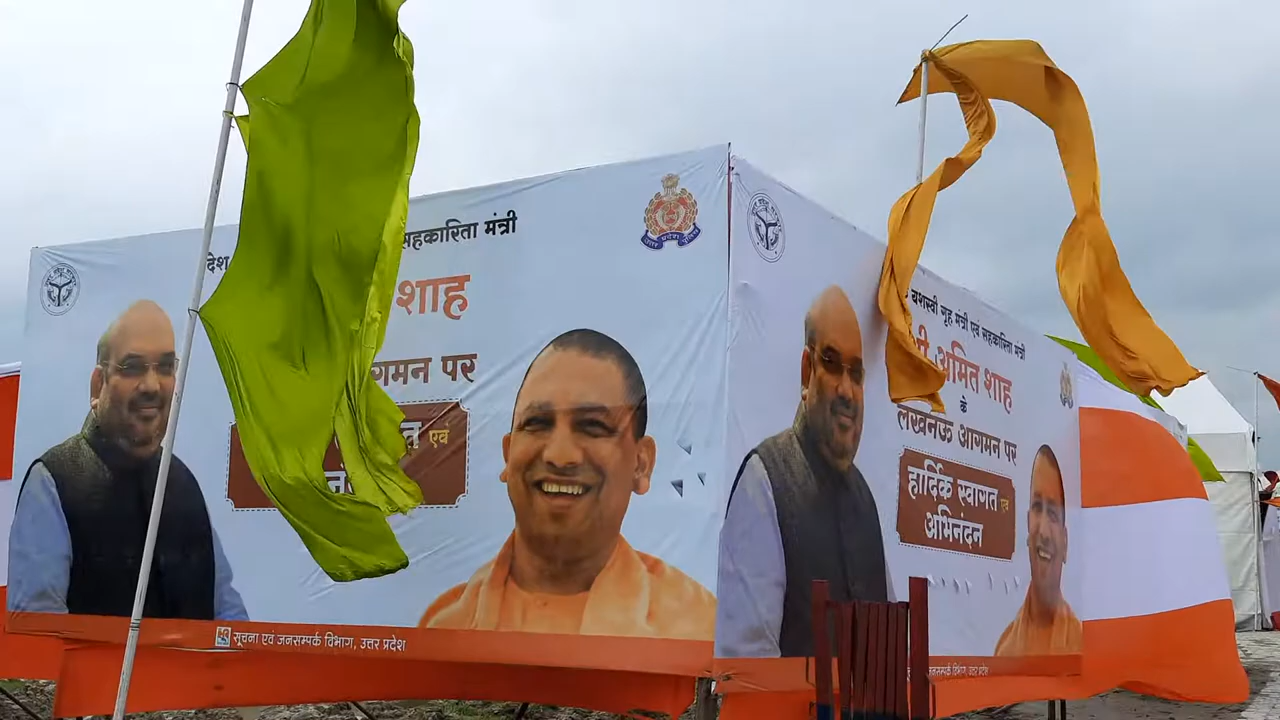 सहकारिता मंत्री
शाह
गमन पर
एवं
सूचना एवं जनसम्पर्क विभाग, उत्तर प्रदेश
यशस्वी गृह मंत्री एवं सहकारिता मंत्री
श्री अमित शाह
के
लखनऊ आगमन पर
हार्दिक स्वागत एवं
अभिनंदन